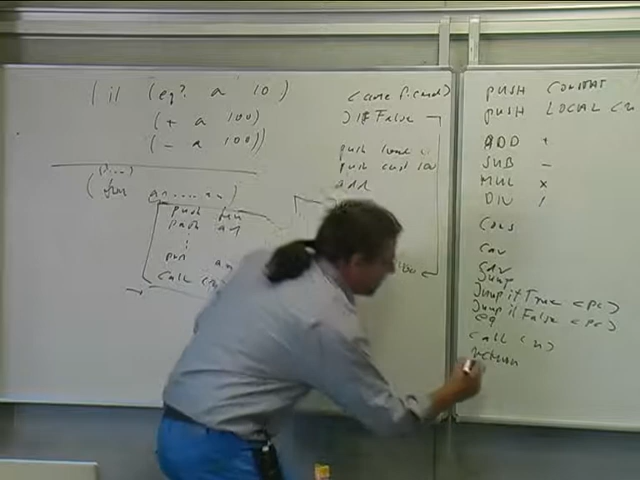 (if (eq? a 10)
(+ a 100)
(- a 100))
(fun a1.....an)
push fun
push a1
call
JifFalse
push local
push const 100
add
PUSH CONSTANT
PUSH LOCAL
ADD +
SUB -
MUL x
DIV /
Cons
Car
Cdr
Jump
Jump if True <pc>
Jump if False <pc>
eq
call <n>
return